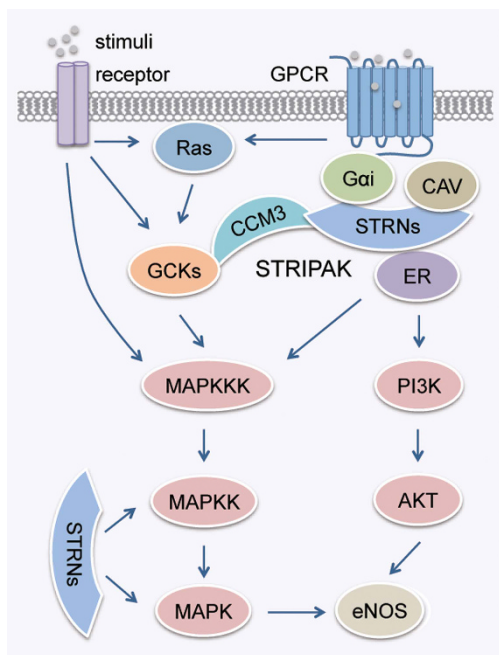 stimuli
receptor
GPCR
Ras
Gαi
CAV
CCM3
STRNs
GCKs
STRIPAK
ER
MAPKKK
PI3K
STRNs
MAPKK
AKT
MAPK
eNOS